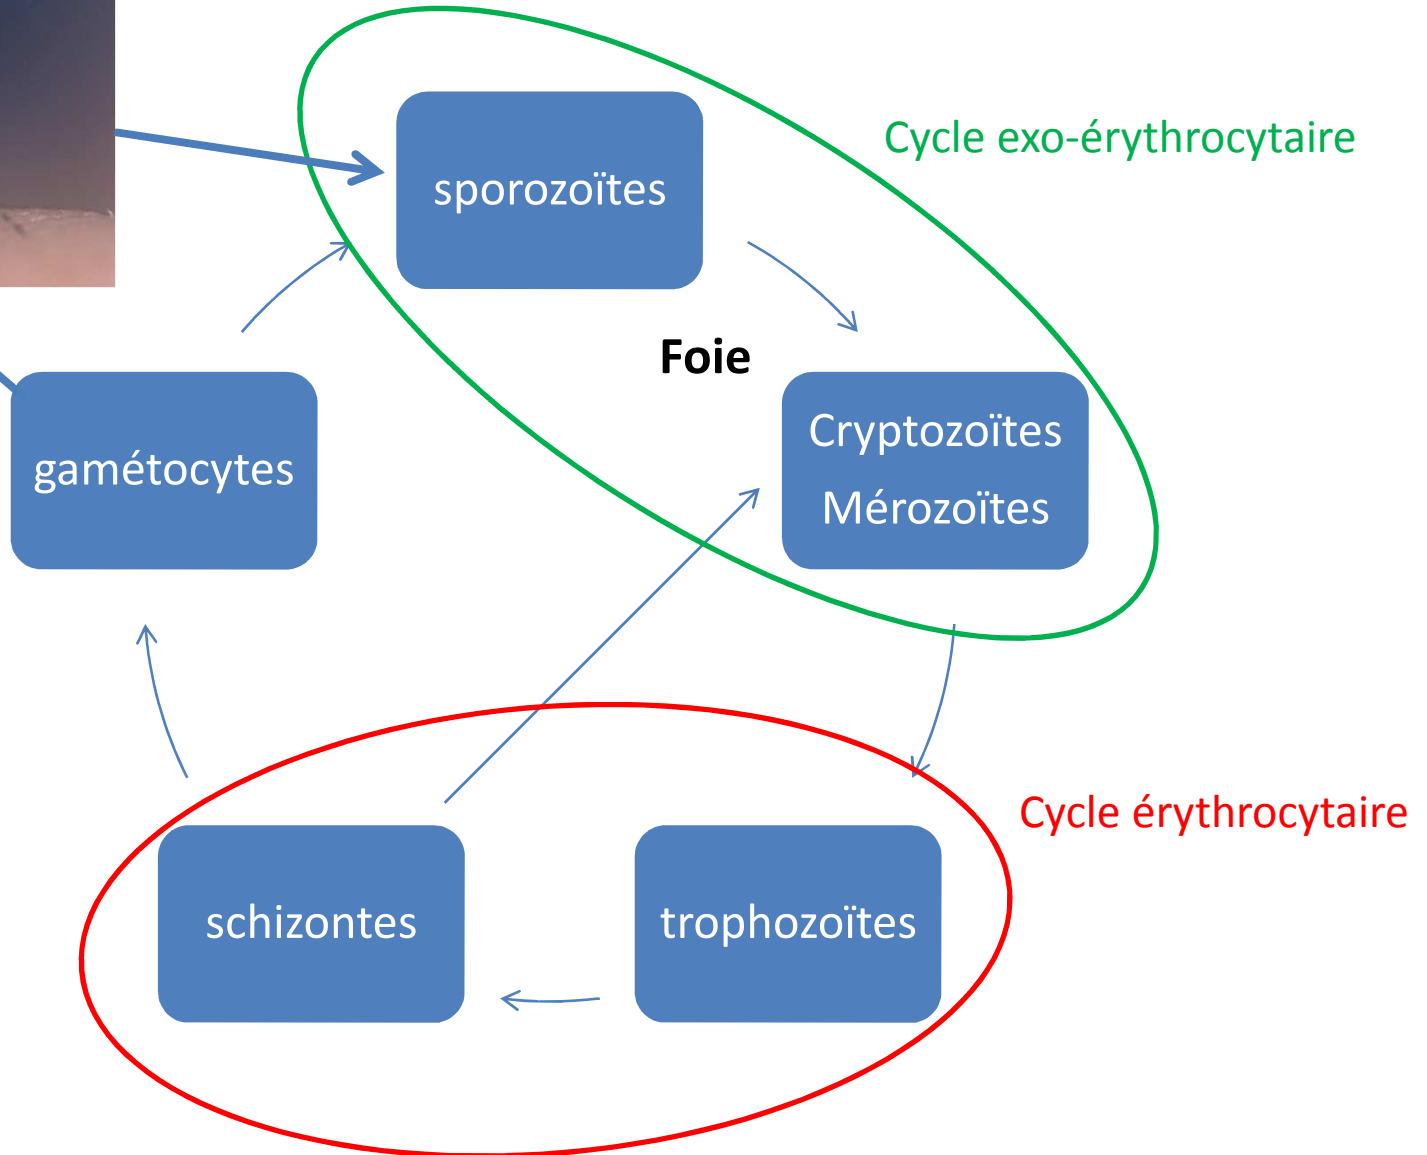 Cycle exo-érythrocytaire
sporozoïtes
Foie
Cryptozoïtes
Mérozoïtes
gamétocytes
Cycle érythrocytaire
schizontes
trophozoïtes